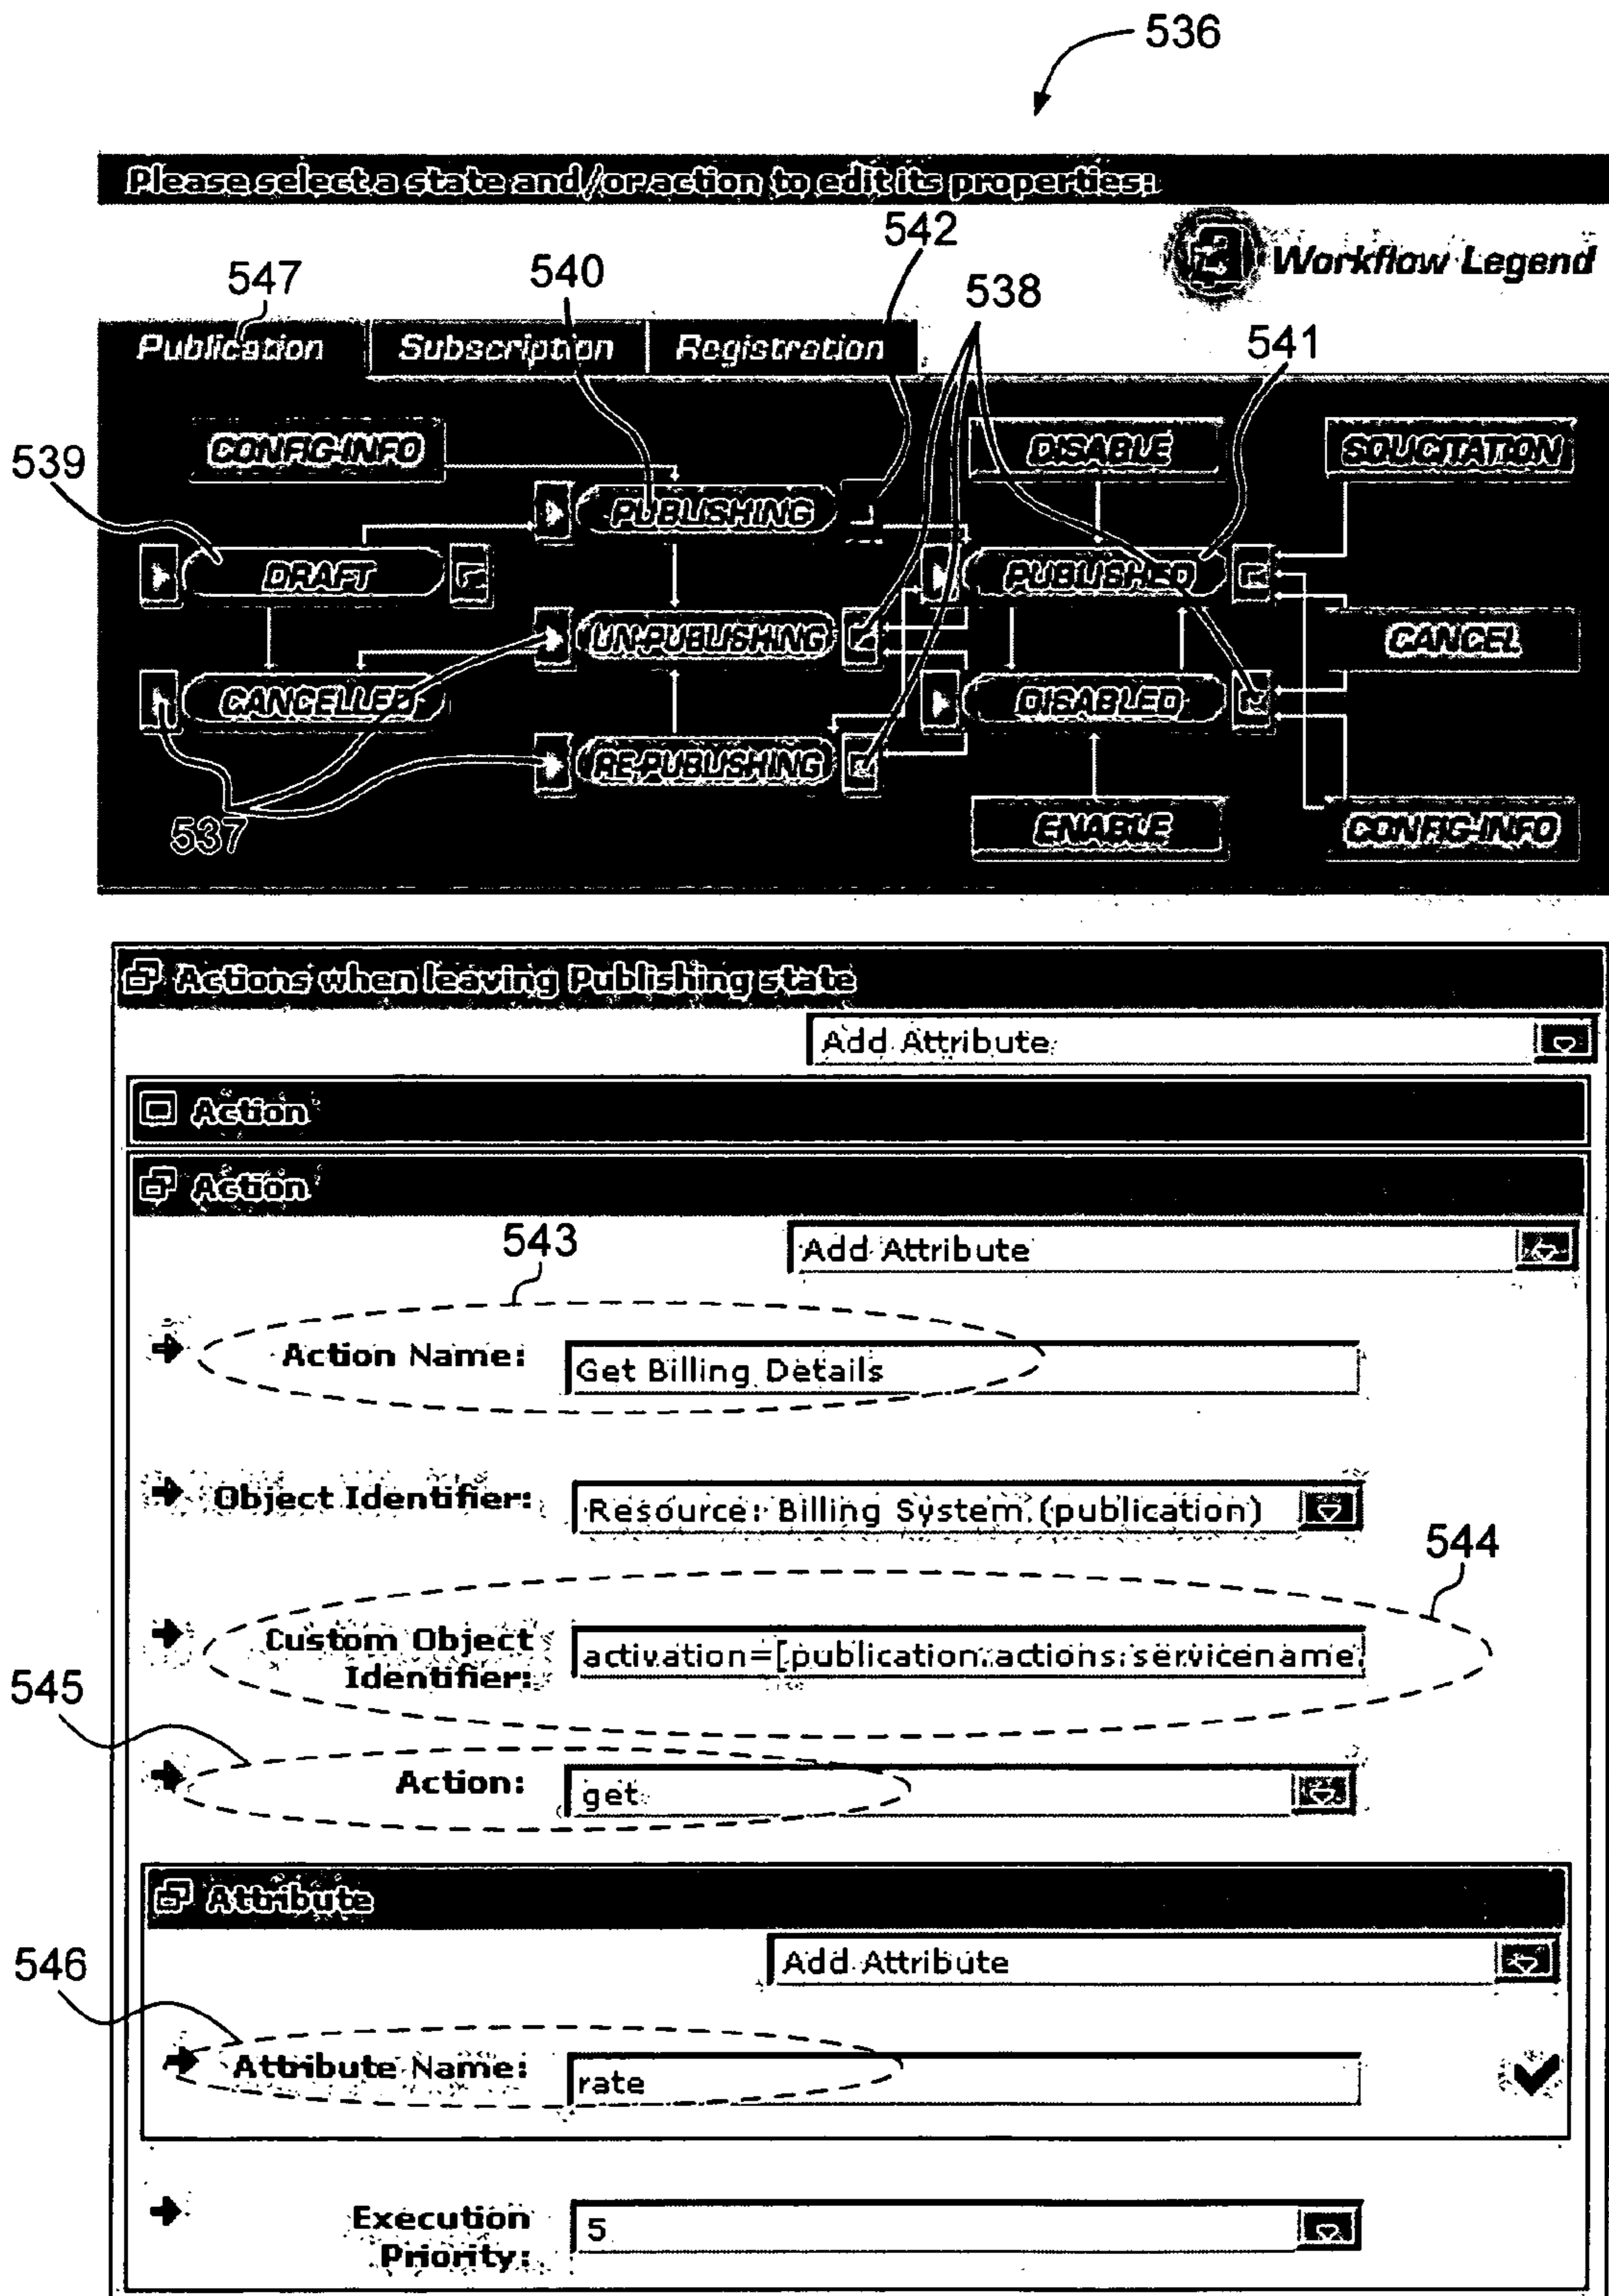 536
Please select a state and/or action to edit its properties:
542
Workflow Legend
547
540
538
541
Publication
Subscription
Registration
CONFIG-INFO
DISABLE
SOLICITATION
539
PUBLISHING
DRAFT
PUBLISHED
UN-PUBLISHING
CANCEL
CANCELLED
DISABLED
RE-PUBLISHING
537
ENABLE
CONFIG-INFO
Actions when leaving Publishing state
Add Attribute
Action
Action
543
Add Attribute
Action Name:
Get Billing Details
Object Identifier:
Resource: Billing System (publication)
544
Custom Object
Identifier:
activation=[publication.actions.servicename.
545
Action:
get
Attribute
546
Add Attribute
Attribute Name:
rate
Execution
Priority:
5